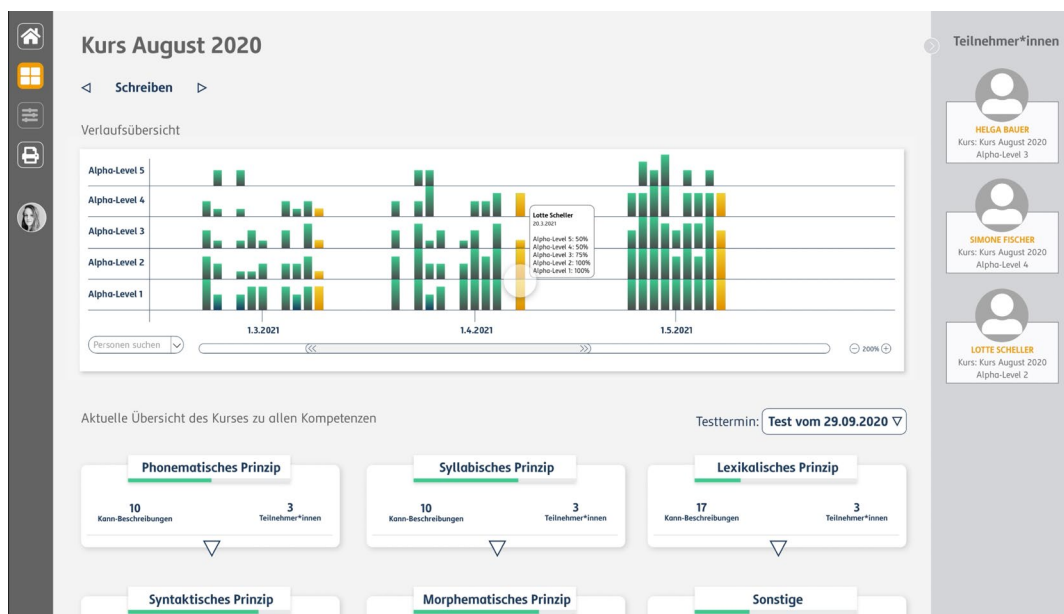 Kurs August 2020
Schreiben
Verlaufsübersicht
Alpha-Level 5
Alpha-Level 4
Alpha-Level 3
Alpha-Level 2
Alpha-Level 1
Lotte Scheller
20.3.2021
Alpha-Level 5: 50%
Alpha-Level 4: 50%
Alpha-Level 3: 75%
Alpha-Level 2: 100%
Alpha-Level 1: 100%
1.3.2021
1.4.2021
1.5.2021
Personen suchen
200%
Aktuelle Übersicht des Kurses zu allen Kompetenzen
Testtermin: Test vom 29.09.2020
Phonematisches Prinzip
10
Kann-Beschreibungen
3
Teilnehmer*innen
Syllabisches Prinzip
10
Kann-Beschreibungen
3
Teilnehmer*innen
Lexikalisches Prinzip
17
Kann-Beschreibungen
3
Teilnehmer*innen
Syntaktisches Prinzip
Morphematisches Prinzip
Sonstige
Teilnehmer*innen
HELGA BAUER
Kurs: Kurs August 2020
Alpha-Level 3
SIMONE FISCHER
Kurs: Kurs August 2020
Alpha-Level 4
LOTTE SCHELLER
Kurs: Kurs August 2020
Alpha-Level 2